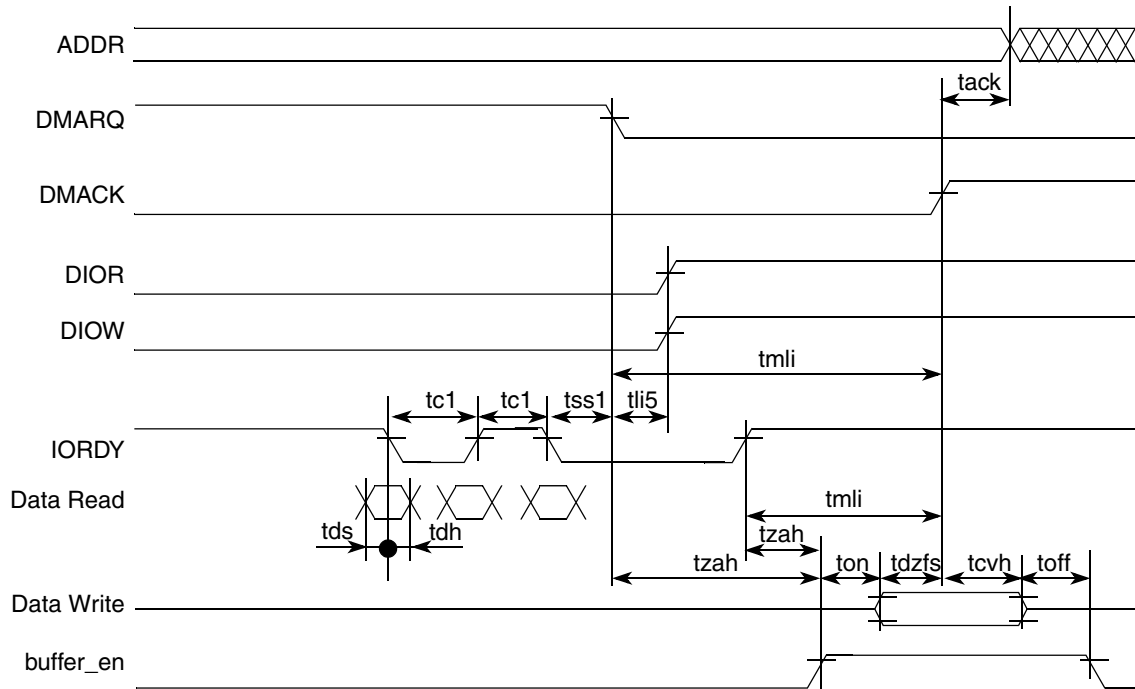 ADDR
tack
DMARQ
DMACK
DIOR
DIOW
tmli
tc1 tc1 tss1 tli5
IORDY
Data Read
tmli
tds tdh
tzah
tzah ton tdzfs tcvh toff
Data Write
buffer_en